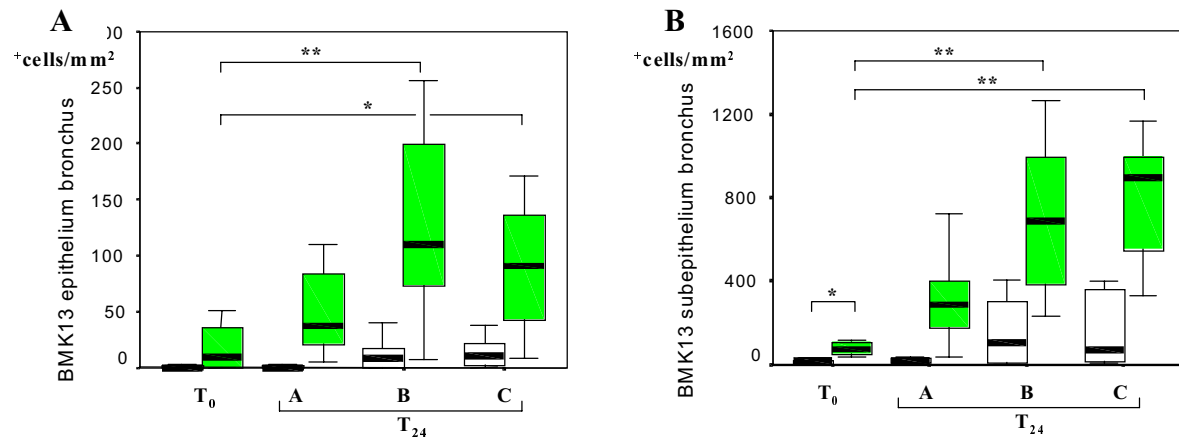 A
00
+cells/mm2
**
250
*
200
150
100
50
0
BMK13 epithelium bronchus
T0 A B C
T24
B
1600
+cells/mm2
**
**
1200
800
400
*
0
BMK13 subepithelium bronchus
T0 A B C
T24